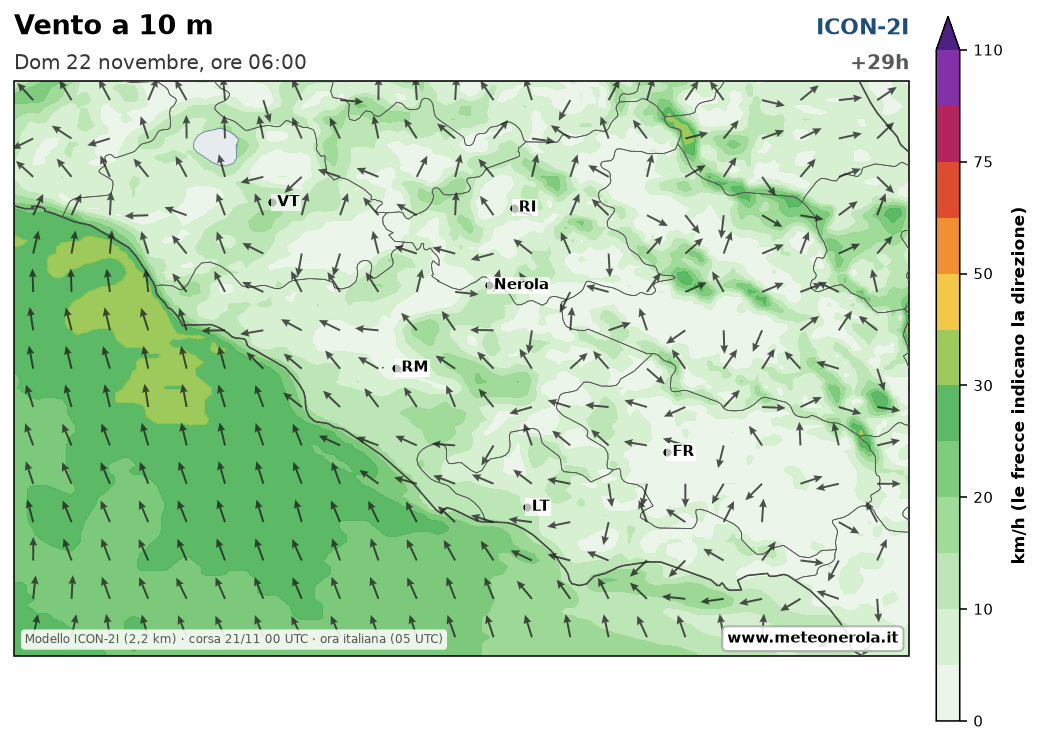 Vento a 10 m
ICON-2I
Dom 22 novembre, ore 06:00
+29h
VT
RI
Nerola
RM
FR
LT
Modello ICON-2I (2,2 km) · corsa 21/11 00 UTC · ora italiana (05 UTC)
www.meteonerola.it
110
75
50
30
20
10
0
km/h (le frecce indicano la direzione)